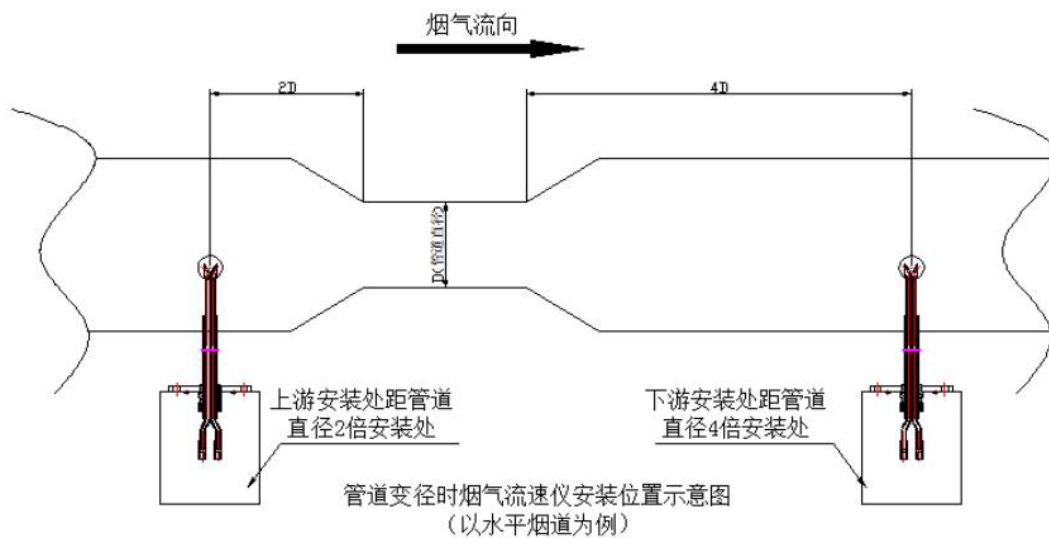 烟气流向
2D
4D
D(管道直径)
上游安装处距管道
直径2倍安装处
下游安装处距管道
直径4倍安装处
管道变径时烟气流速仪安装位置示意图
（以水平烟道为例）